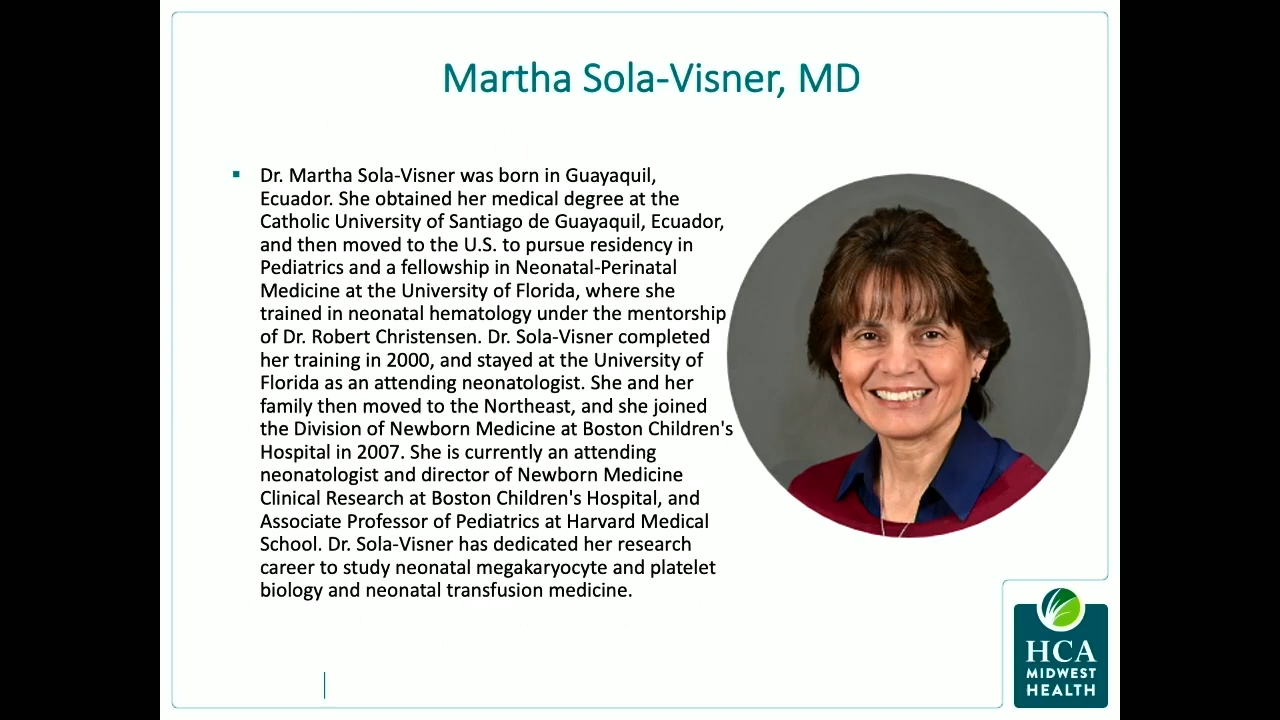 Martha Sola-Visner, MD
Dr. Martha Sola-Visner was born in Guayaquil,
Ecuador. She obtained her medical degree at the
Catholic University of Santiago de Guayaquil, Ecuador,
and then moved to the U.S. to pursue residency in
Pediatrics and a fellowship in Neonatal-Perinatal
Medicine at the University of Florida, where she
trained in neonatal hematology under the mentorship
of Dr. Robert Christensen. Dr. Sola-Visner completed
her training in 2000, and stayed at the University of
Florida as an attending neonatologist. She and her
family then moved to the Northeast, and she joined
the Division of Newborn Medicine at Boston Children's
Hospital in 2007. She is currently an attending
neonatologist and director of Newborn Medicine
Clinical Research at Boston Children's Hospital, and
Associate Professor of Pediatrics at Harvard Medical
School. Dr. Sola-Visner has dedicated her research
career to study neonatal megakaryocyte and platelet
biology and neonatal transfusion medicine.
HCA
MIDWEST
HEALTH